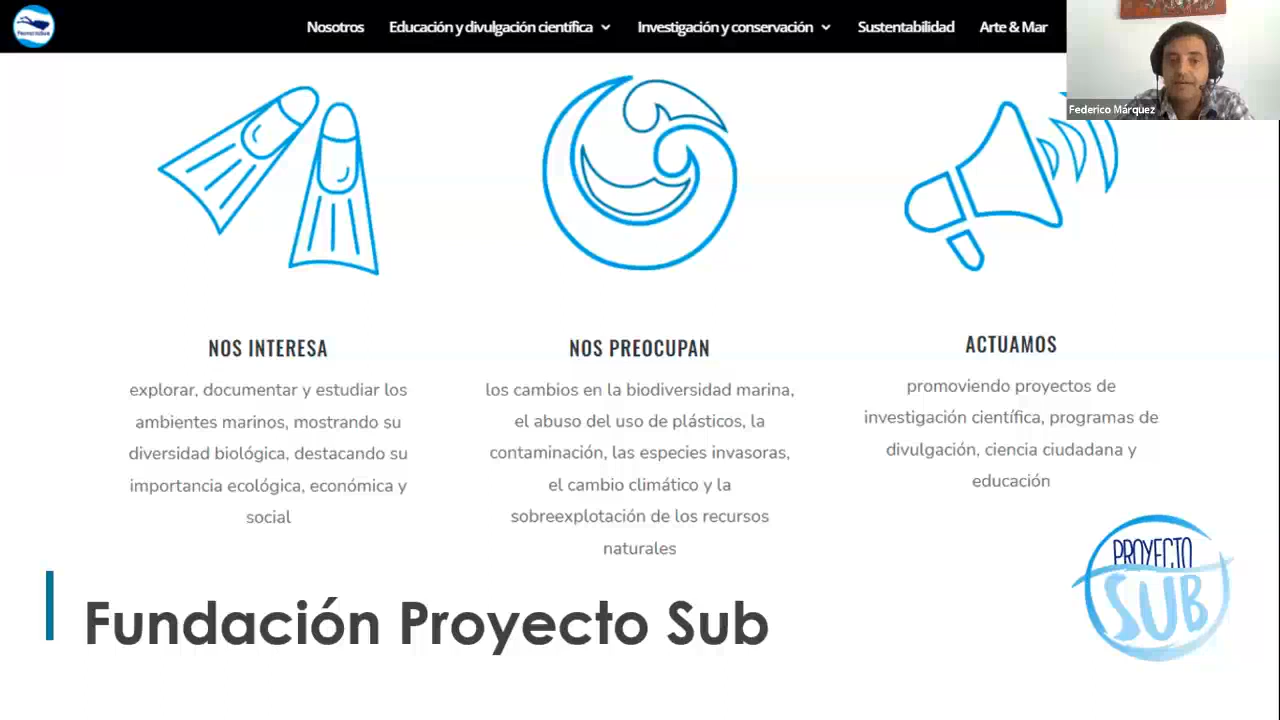 Nosotros
Educación y divulgación científica
Investigación y conservación
Sustentabilidad
Arte & Mar
Federico Márquez
NOS INTERESA
explorar, documentar y estudiar los
ambientes marinos, mostrando su
diversidad biológica, destacando su
importancia ecológica, económica y
social
NOS PREOCUPAN
los cambios en la biodiversidad marina,
el abuso del uso de plásticos, la
contaminación, las especies invasoras,
el cambio climático y la
sobreexplotación de los recursos
naturales
ACTUAMOS
promoviendo proyectos de
investigación científica, programas de
divulgación, ciencia ciudadana y
educación
PROYECTO
SUB
Fundación Proyecto Sub